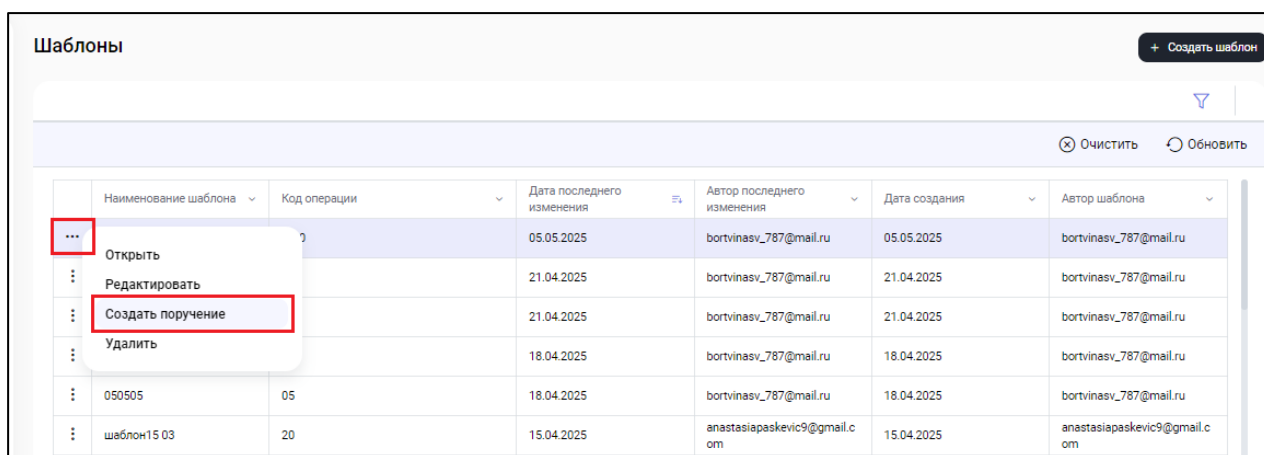 Шаблоны
+ Создать шаблон
Очистить Обновить
Наименование шаблона Код операции Дата последнего изменения Автор последнего изменения Дата создания Автор шаблона
05.05.2025 bortvinasv_787@mail.ru 05.05.2025 bortvinasv_787@mail.ru
Открыть
21.04.2025 bortvinasv_787@mail.ru 21.04.2025 bortvinasv_787@mail.ru
Редактировать
Создать поручение
21.04.2025 bortvinasv_787@mail.ru 21.04.2025 bortvinasv_787@mail.ru
Удалить
18.04.2025 bortvinasv_787@mail.ru 18.04.2025 bortvinasv_787@mail.ru
050505 05 18.04.2025 bortvinasv_787@mail.ru 18.04.2025 bortvinasv_787@mail.ru
шаблон15 03 20 15.04.2025 anastasiapaskevic9@gmail.com 15.04.2025 anastasiapaskevic9@gmail.com